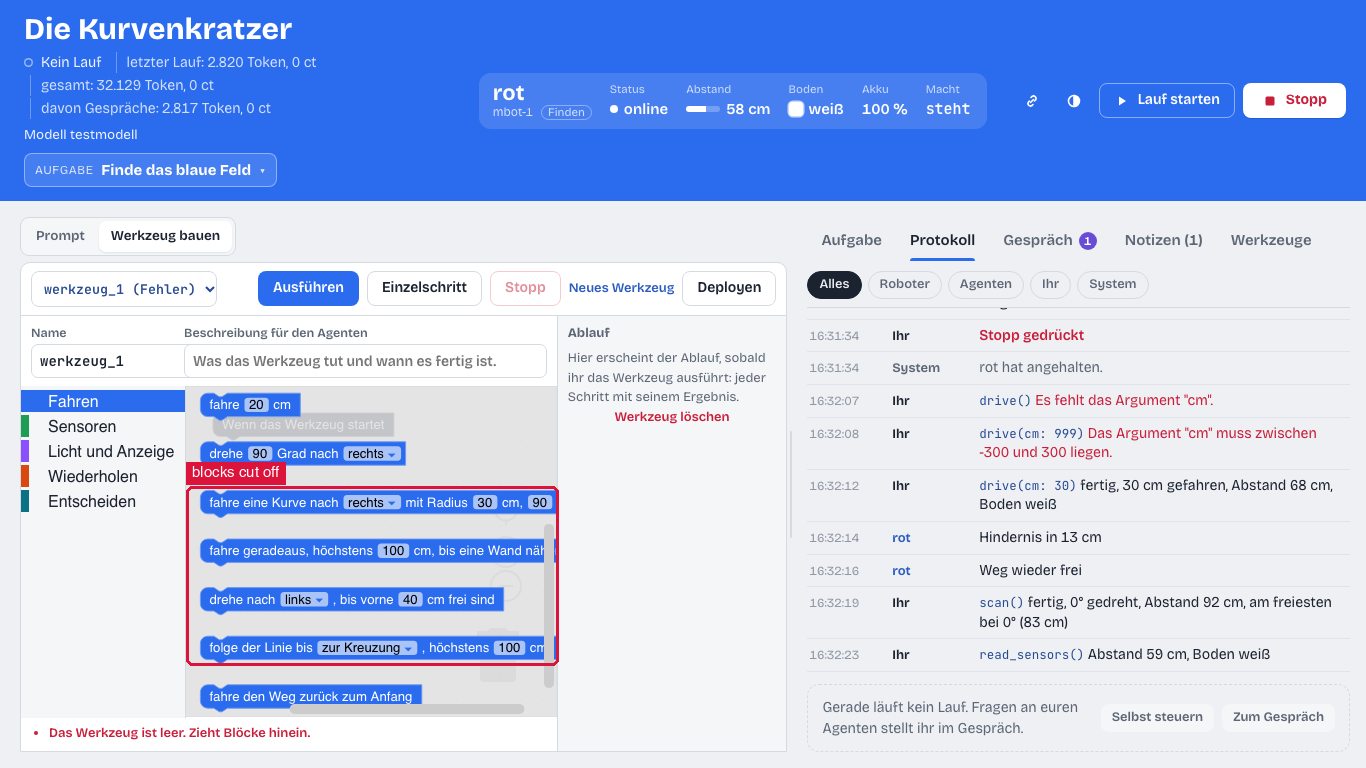 Die Kurvenkratzer
Kein Lauf
letzter Lauf: 2.820 Token, 0 ct
gesamt: 32.129 Token, 0 ct
davon Gespräche: 2.817 Token, 0 ct
Modell testmodell
AUFGABE Finde das blaue Feld
rot
mbot-1 Finden
Status
online
Abstand
58 cm
Boden
weiß
Akku
100 %
Macht
steht
Lauf starten
Stopp
Prompt
Werkzeug bauen
werkzeug_1 (Fehler)
Ausführen
Einzelschritt
Stopp
Neues Werkzeug
Deployen
Name
werkzeug_1
Beschreibung für den Agenten
Was das Werkzeug tut und wann es fertig ist.
Fahren
Sensoren
Licht und Anzeige
Wiederholen
Entscheiden
fahre 20 cm
Wenn das Werkzeug startet
drehe 90 Grad nach rechts
blocks cut off
fahre eine Kurve nach rechts mit Radius 30 cm, 90
fahre geradeaus, höchstens 100 cm, bis eine Wand näh
drehe nach links , bis vorne 40 cm frei sind
folge der Linie bis zur Kreuzung , höchstens 100 cm
fahre den Weg zurück zum Anfang
Das Werkzeug ist leer. Zieht Blöcke hinein.
Ablauf
Hier erscheint der Ablauf, sobald
ihr das Werkzeug ausführt: jeder
Schritt mit seinem Ergebnis.
Werkzeug löschen
Aufgabe
Protokoll
Gespräch 1
Notizen (1)
Werkzeuge
Alles
Roboter
Agenten
Ihr
System
16:31:34 Ihr Stopp gedrückt
16:31:34 System rot hat angehalten.
16:32:07 Ihr drive() Es fehlt das Argument "cm".
16:32:08 Ihr drive(cm: 999) Das Argument "cm" muss zwischen
-300 und 300 liegen.
16:32:12 Ihr drive(cm: 30) fertig, 30 cm gefahren, Abstand 68 cm,
Boden weiß
16:32:14 rot Hindernis in 13 cm
16:32:16 rot Weg wieder frei
16:32:19 Ihr scan() fertig, 0° gedreht, Abstand 92 cm, am freiesten
bei 0° (83 cm)
16:32:23 Ihr read_sensors() Abstand 59 cm, Boden weiß
Gerade läuft kein Lauf. Fragen an euren
Agenten stellt ihr im Gespräch.
Selbst steuern
Zum Gespräch